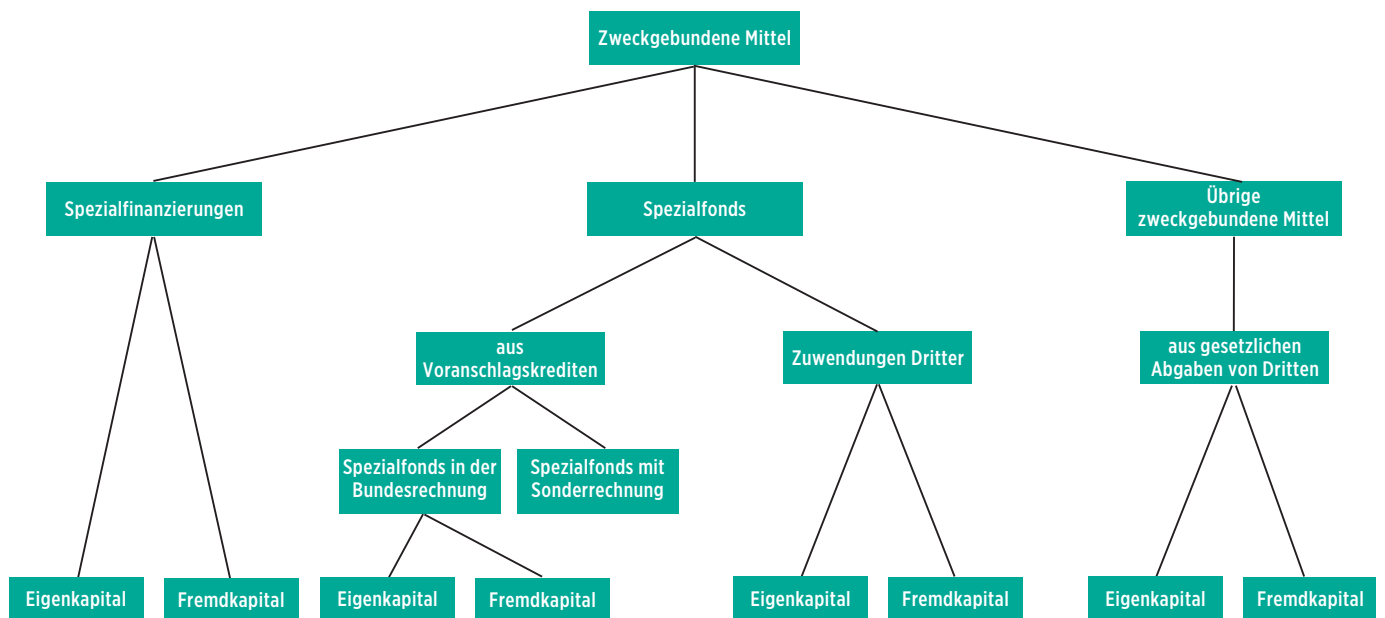 Zweckgebundene Mittel
Spezialfinanzierungen
Spezialfonds
Übrige
zweckgebundene Mittel
aus
Voranschlagskrediten
Zuwendungen Dritter
aus gesetzlichen
Abgaben von Dritten
Spezialfonds in der
Bundesrechnung
Spezialfonds mit
Sonderrechnung
Eigenkapital
Fremdkapital
Eigenkapital
Fremdkapital
Eigenkapital
Fremdkapital
Eigenkapital
Fremdkapital